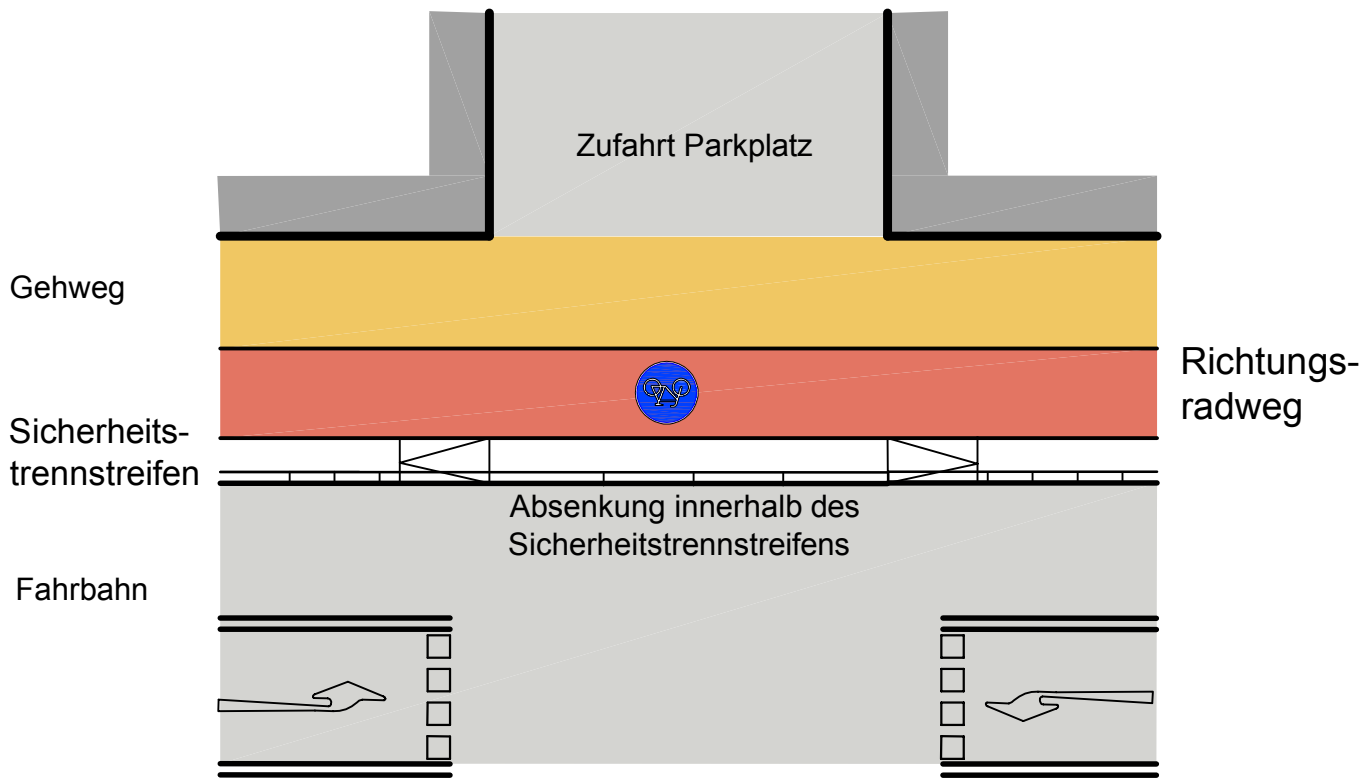 Zufahrt Parkplatz
Gehweg
Richtungs-
radweg
Sicherheits-
trennstreifen
Absenkung innerhalb des
Sicherheitstrennstreifens
Fahrbahn